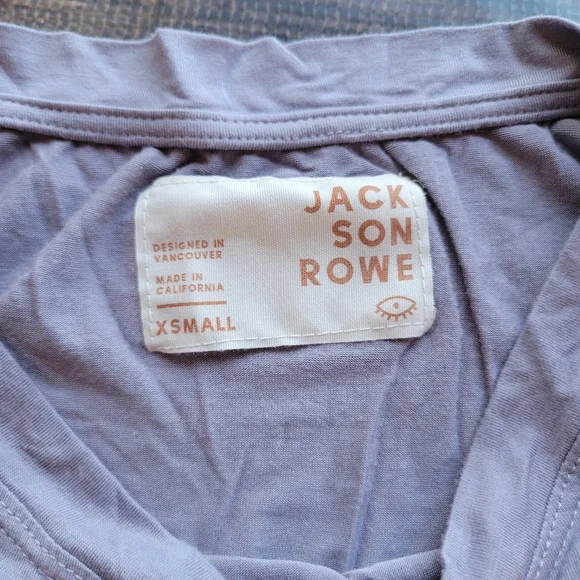 JACK
SON
ROWE
DESIGNED IN
VANCOUVER
MADE IN
CALIFORNIA
XSMALL